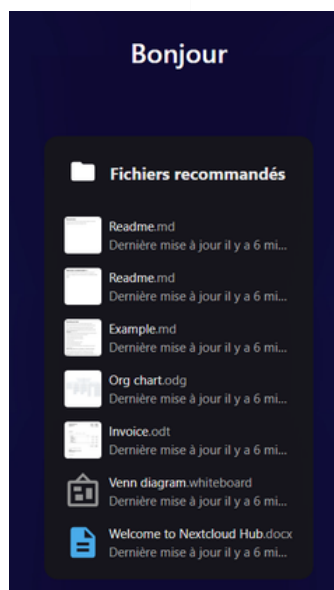 Bonjour
Fichiers recommandés
Readme.md
Dernière mise à jour il y a 6 mi...
Readme.md
Dernière mise à jour il y a 6 mi...
Example.md
Dernière mise à jour il y a 6 mi...
Org chart.odg
Dernière mise à jour il y a 6 mi...
Invoice.odt
Dernière mise à jour il y a 6 mi...
Venn diagram.whiteboard
Dernière mise à jour il y a 6 mi...
Welcome to Nextcloud Hub.docx
Dernière mise à jour il y a 6 mi...